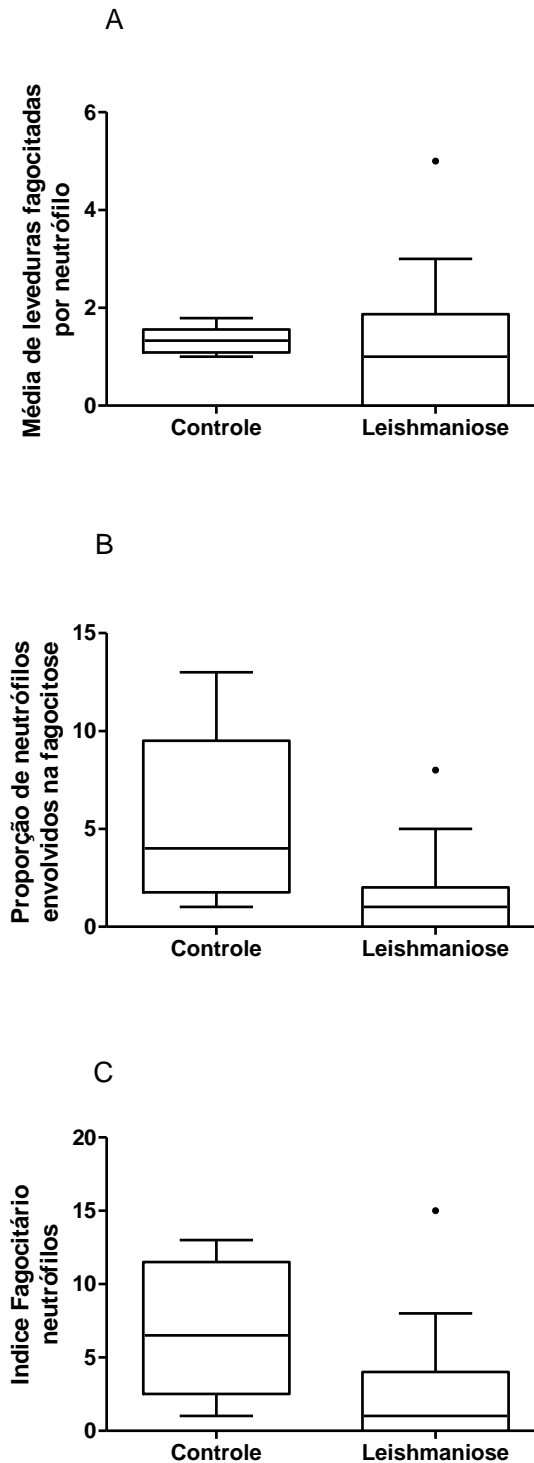 A
Média de leveduras fagocitadas
por neutrófilo
6
4
2
0
Controle
Leishmaniose
B
Proporção de neutrófilos
envolvidos na fagocitose
15
10
5
0
Controle
Leishmaniose
C
Indice Fagocitário
neutrófilos
20
15
10
5
0
Controle
Leishmaniose